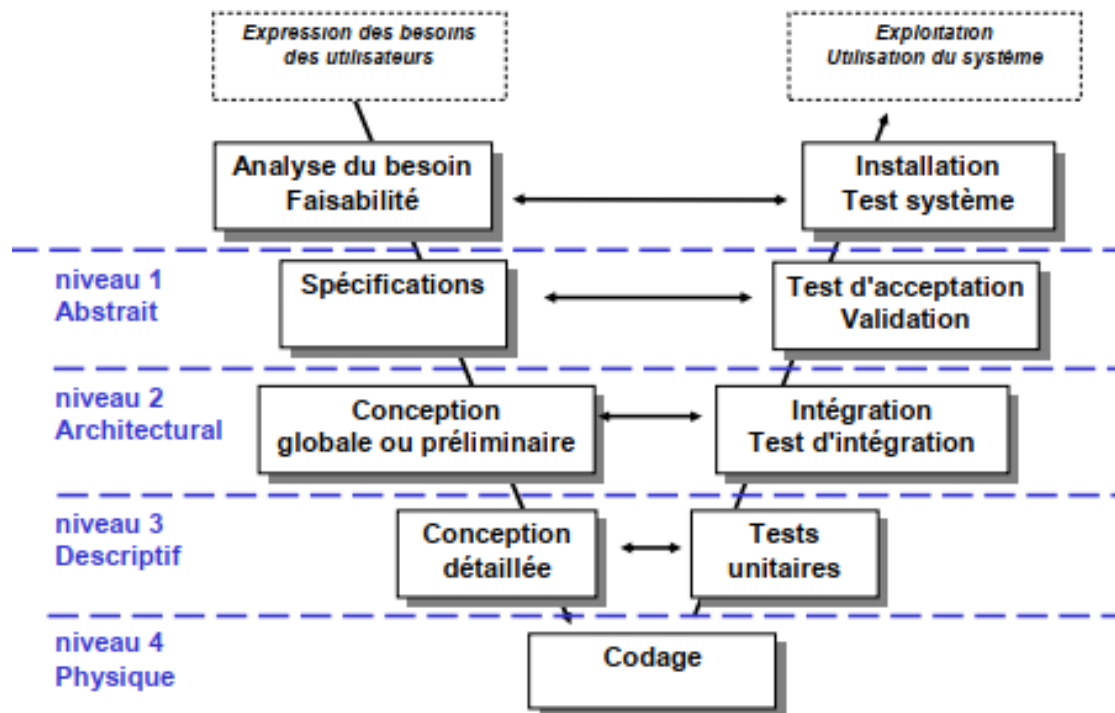 Expression des besoins
des utilisateurs
Exploitation
Utilisation du système
Analyse du besoin
Faisabilité
Installation
Test système
niveau 1
Abstrait
Spécifications
Test d'acceptation
Validation
niveau 2
Architectural
Conception
globale ou préliminaire
Intégration
Test d'intégration
niveau 3
Descriptif
Conception
détaillée
Tests
unitaires
niveau 4
Physique
Codage